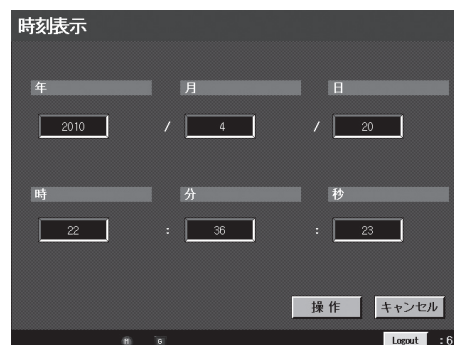 時刻表示
年 月 日
2010 / 4 / 20
時 分 秒
22 : 36 : 23
操作 キャンセル
M G Logout :6